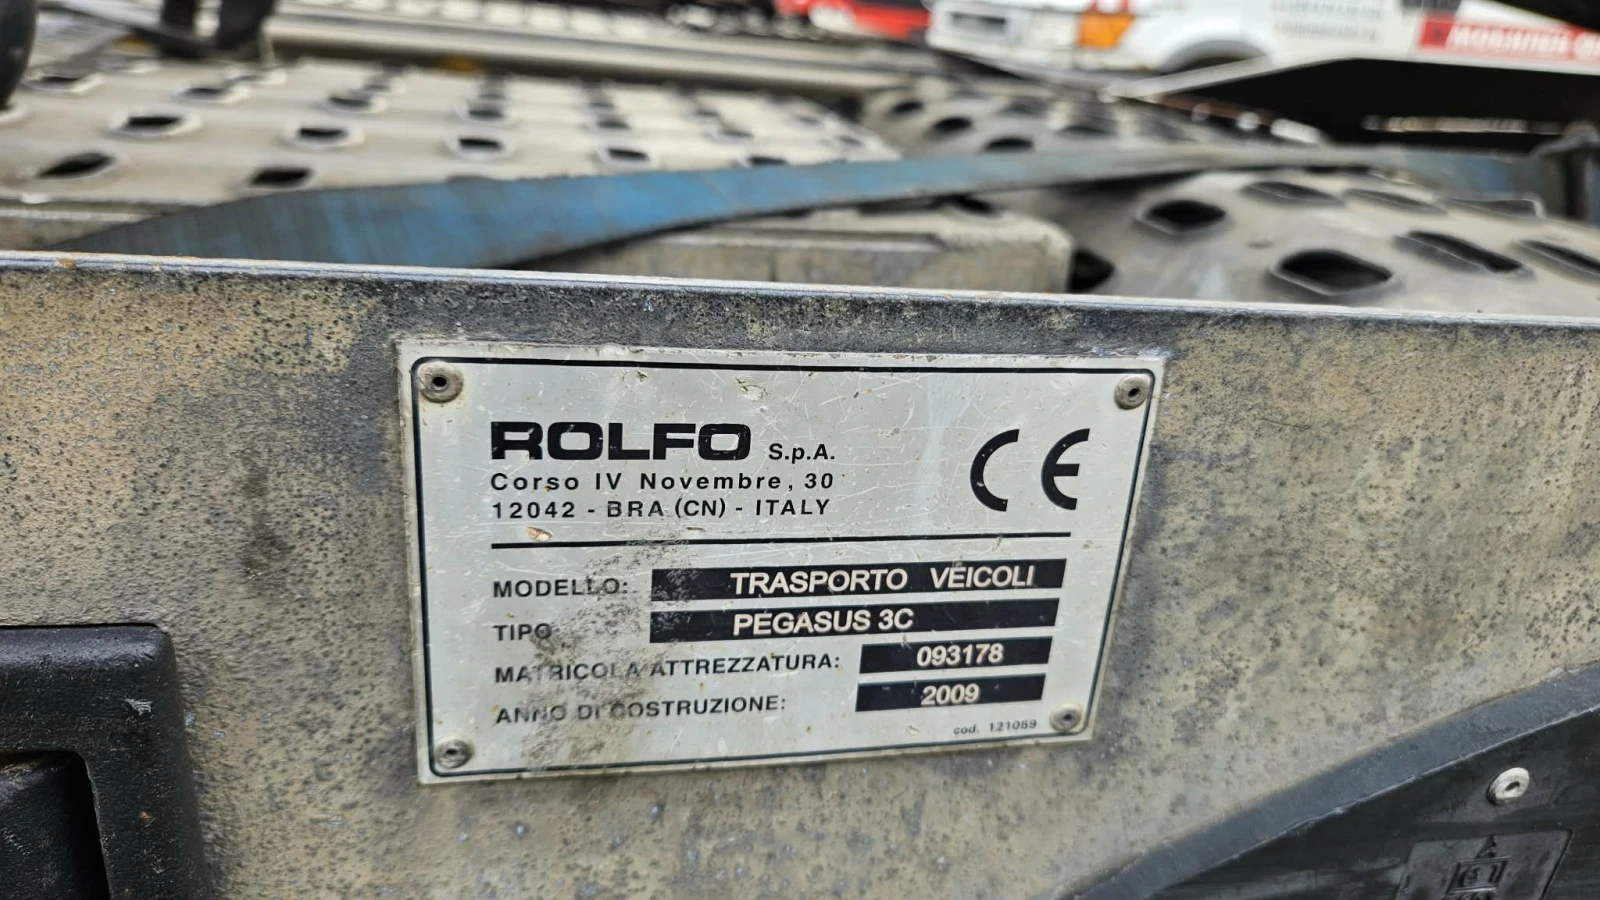 ROLFO S.p.A.
Corso IV Novembre, 30
12042 - BRA (CN) - ITALY
CE
MODELLO: TRASPORTO VEICOLI
TIPO PEGASUS 3C
MATRICOLA ATTREZZATURA: 093178
ANNO DI COSTRUZIONE: 2009
cod. 121059